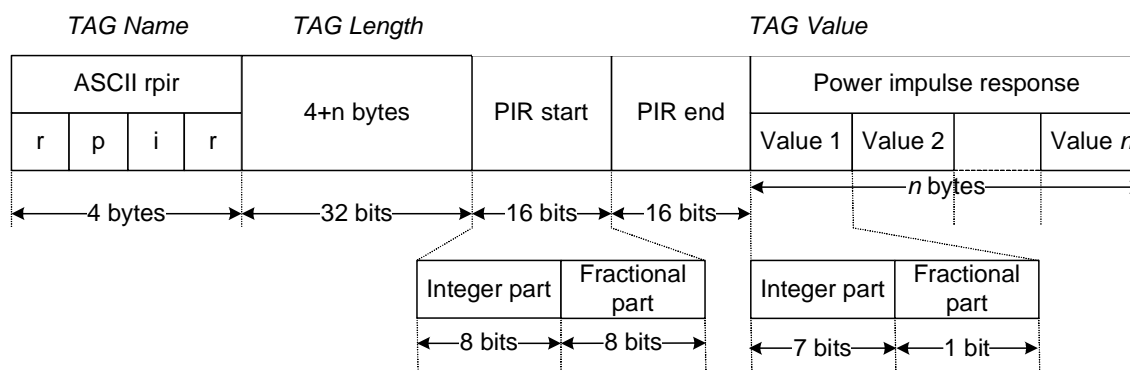 TAG Name TAG Length TAG Value
ASCII rpir
4+n bytes
PIR start
PIR end
Power impulse response
r p i r
Value 1 Value 2 Value n
n bytes
4 bytes 32 bits 16 bits 16 bits
Integer part
Fractional
part
Integer part
Fractional
part
8 bits 8 bits 7 bits 1 bit